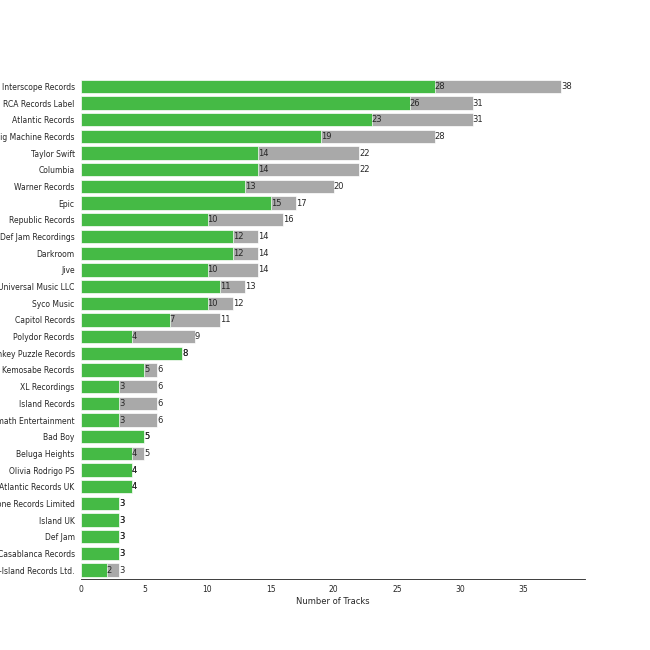 Interscope Records 28 38
RCA Records Label 26 31
Atlantic Records 23 31
ig Machine Records 19 28
Taylor Swift 14 22
Columbia 14 22
Warner Records 13 20
Epic 15 17
Republic Records 10 16
Def Jam Recordings 12 14
Darkroom 12 14
Jive 10 14
Universal Music LLC 11 13
Syco Music 10 12
Capitol Records 7 11
Polydor Records 4 9
nkey Puzzle Records 8
Kemosabe Records 5 6
XL Recordings 3 6
Island Records 3 6
math Entertainment 3 6
Bad Boy 5
Beluga Heights 4 5
Olivia Rodrigo PS 4
Atlantic Records UK 4
one Records Limited 3
Island UK 3
Def Jam 3
Casablanca Records 3
-Island Records Ltd. 2 3
0 5 10 15 20 25 30 35
Number of Tracks